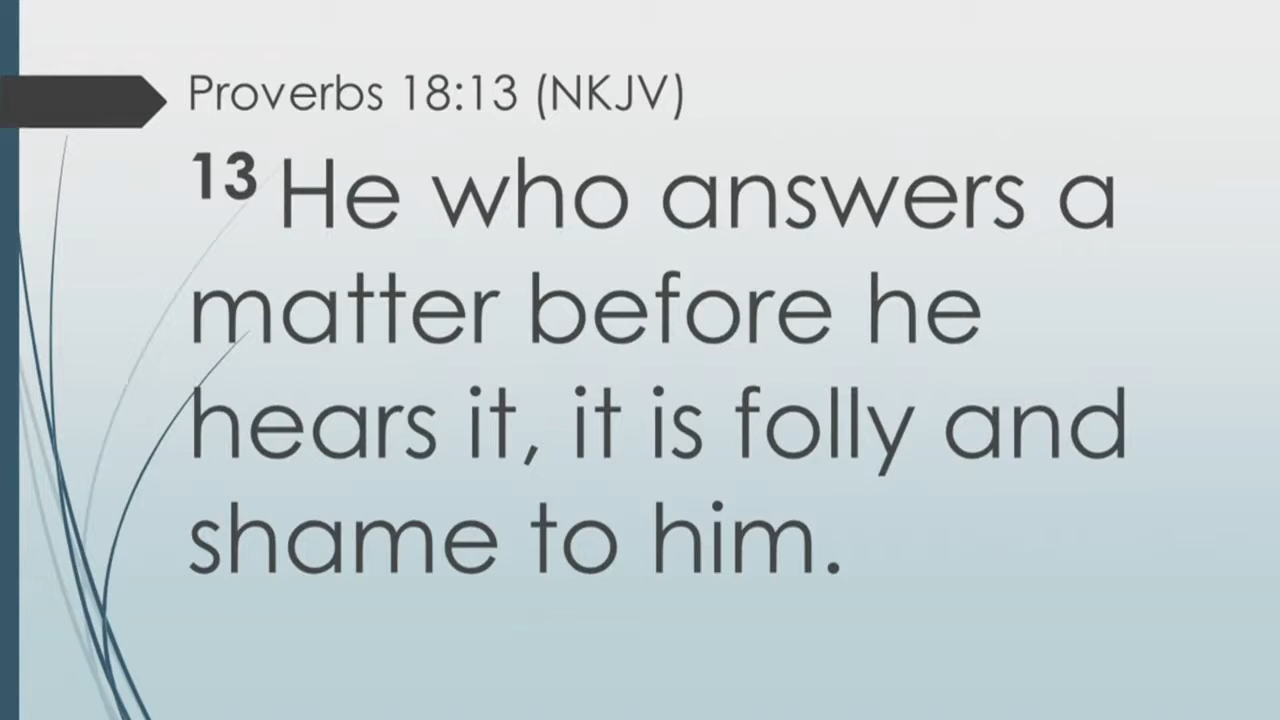 Proverbs 18:13 (NKJV)
13 He who answers a
matter before he
hears it, it is folly and
shame to him.